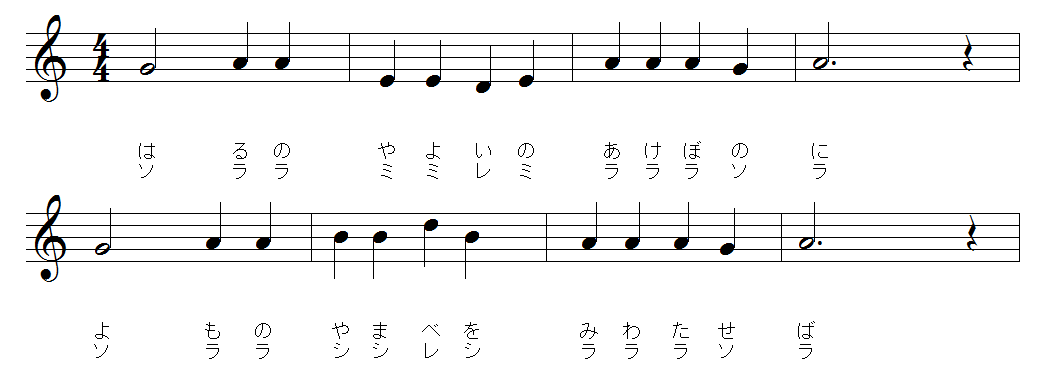 4
4
はるの やよいの あけぼの に
ソララ ミミレミ ラララソ ラ
よもの やまべを みわたせ ば
ソララ シシレシ ラララソ ラ